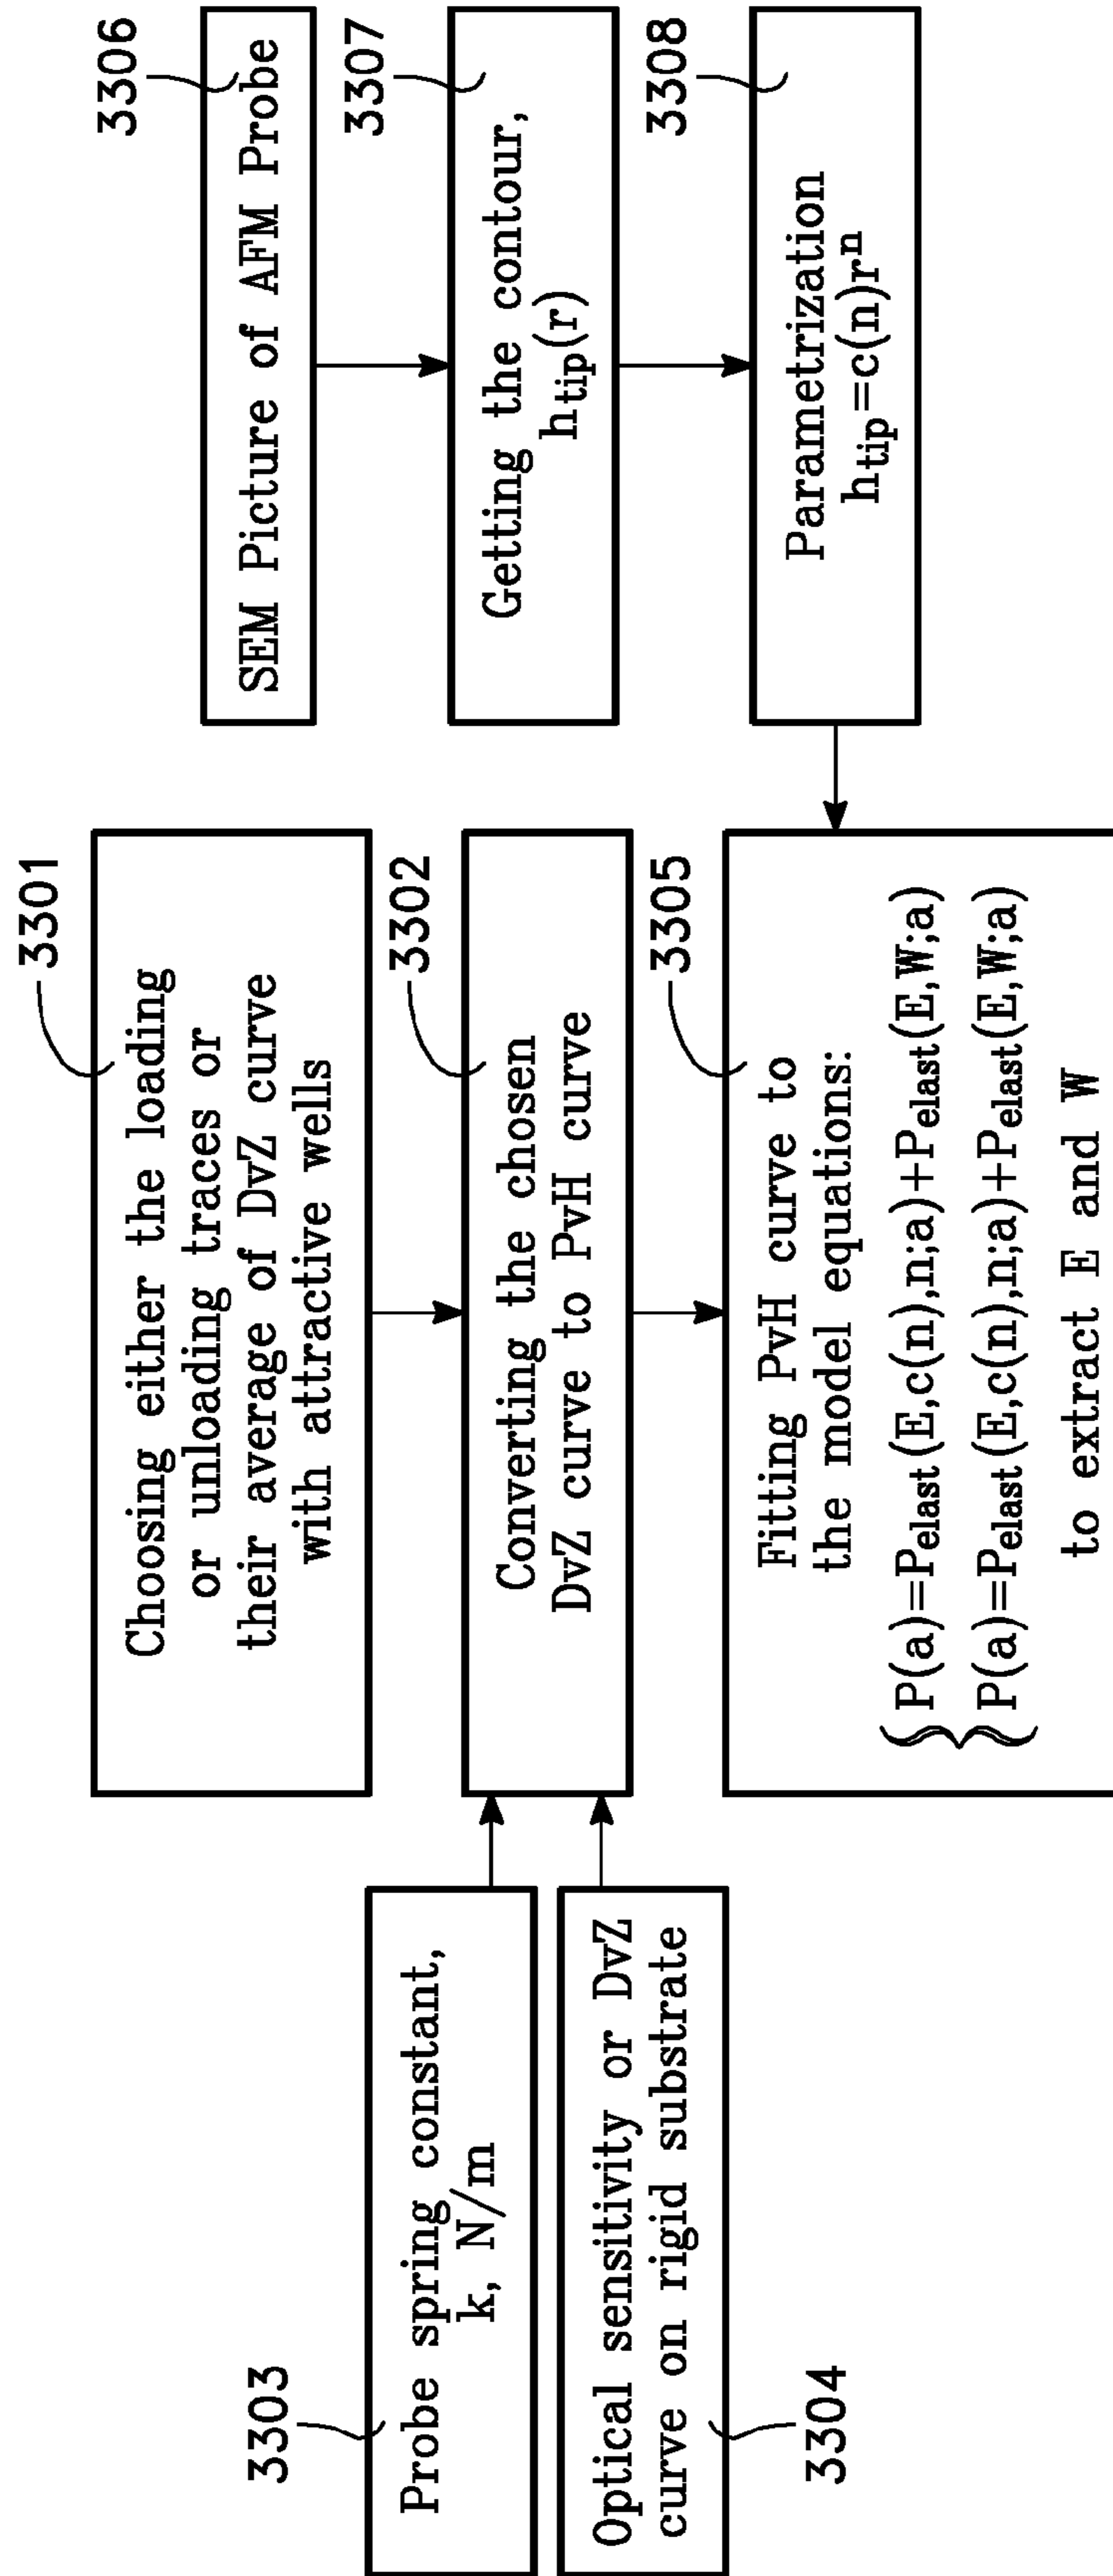 3301
Choosing either the loading
or unloading traces or
their average of DvZ curve
with attractive wells
3302
Converting the chosen
DvZ curve to PvH curve
3303
Probe spring constant,
k, N/m
3304
Optical sensitivity or DvZ
curve on rigid substrate
3305
Fitting PvH curve to
the model equations:
P(a)=Pelast(E,c(n),n;a)+Pelast(E,W;a)
P(a)=Pelast(E,c(n),n;a)+Pelast(E,W;a)
to extract E and W
3306
SEM Picture of AFM Probe
3307
Getting the contour,
htip(r)
3308
Parametrization
htip=c(n)rⁿ